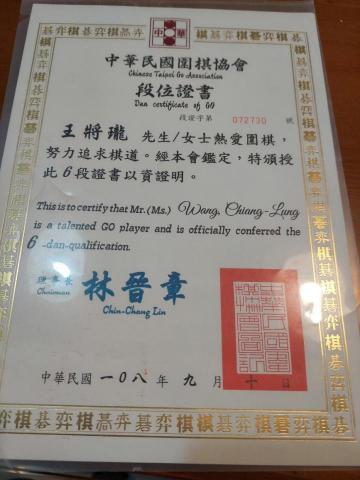 中華
中華民國圍棋協會
Chinese Taipei Go Association
段位證書
Dan certificate of GO
段證字第 072730 號
王將瓏 先生/女士熱愛圍棋，
努力追求棋道。經本會鑑定，特頒授
此6段證書以資證明。
This is to certify that Mr.(Ms.) Wang, Chiang-Lung
is a talented GO player and is officially conferred the
6-dan-qualification.
理事長 林晉章
Chairman
Chin-Chang Lin
中華民國 一〇八 年 九 月 十 日